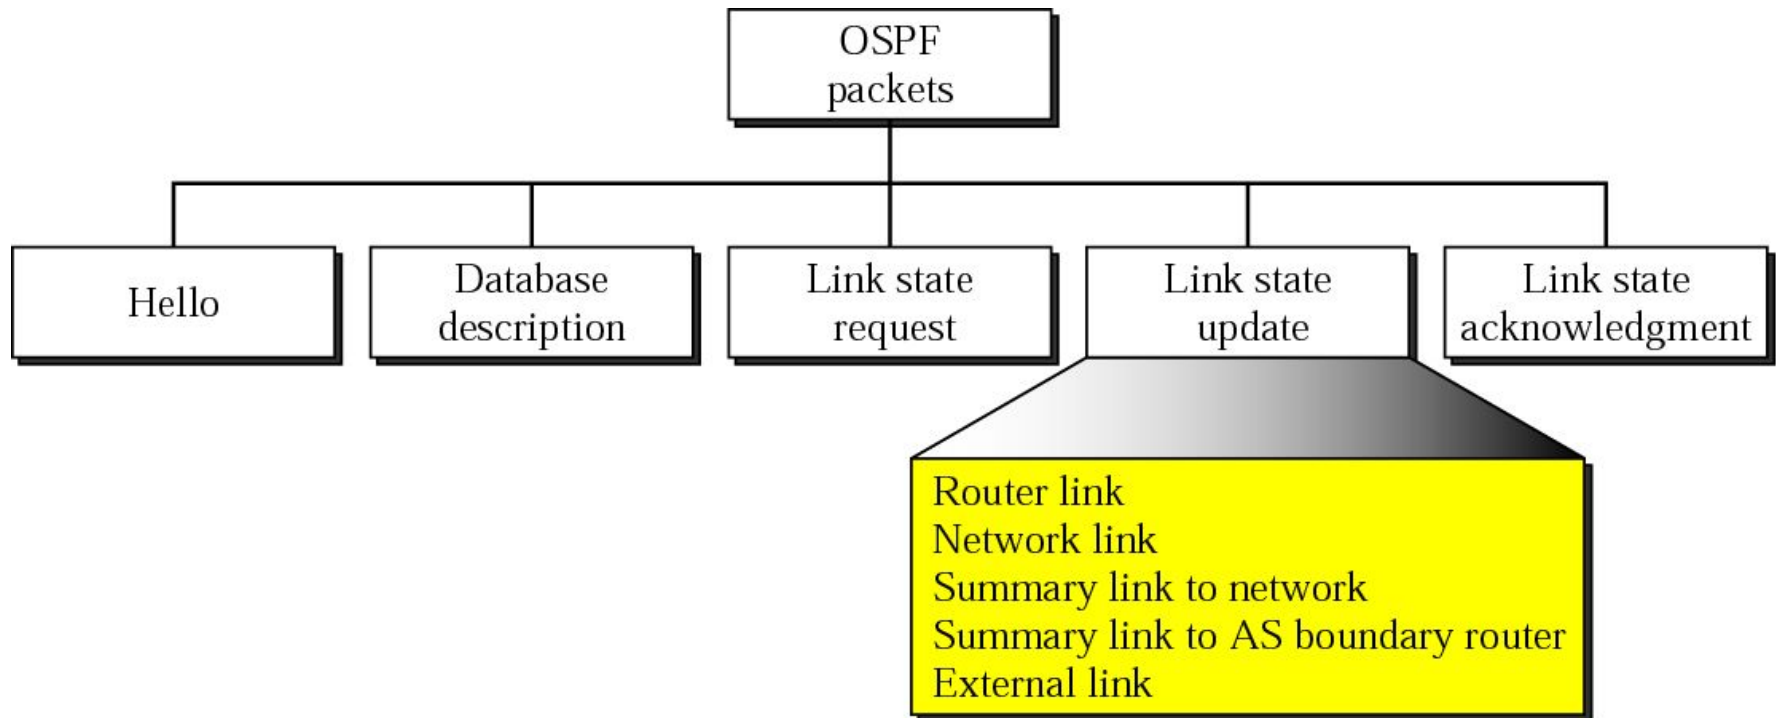 OSPF
packets
Hello
Database
description
Link state
request
Link state
update
Link state
acknowledgment
Router link
Network link
Summary link to network
Summary link to AS boundary router
External link